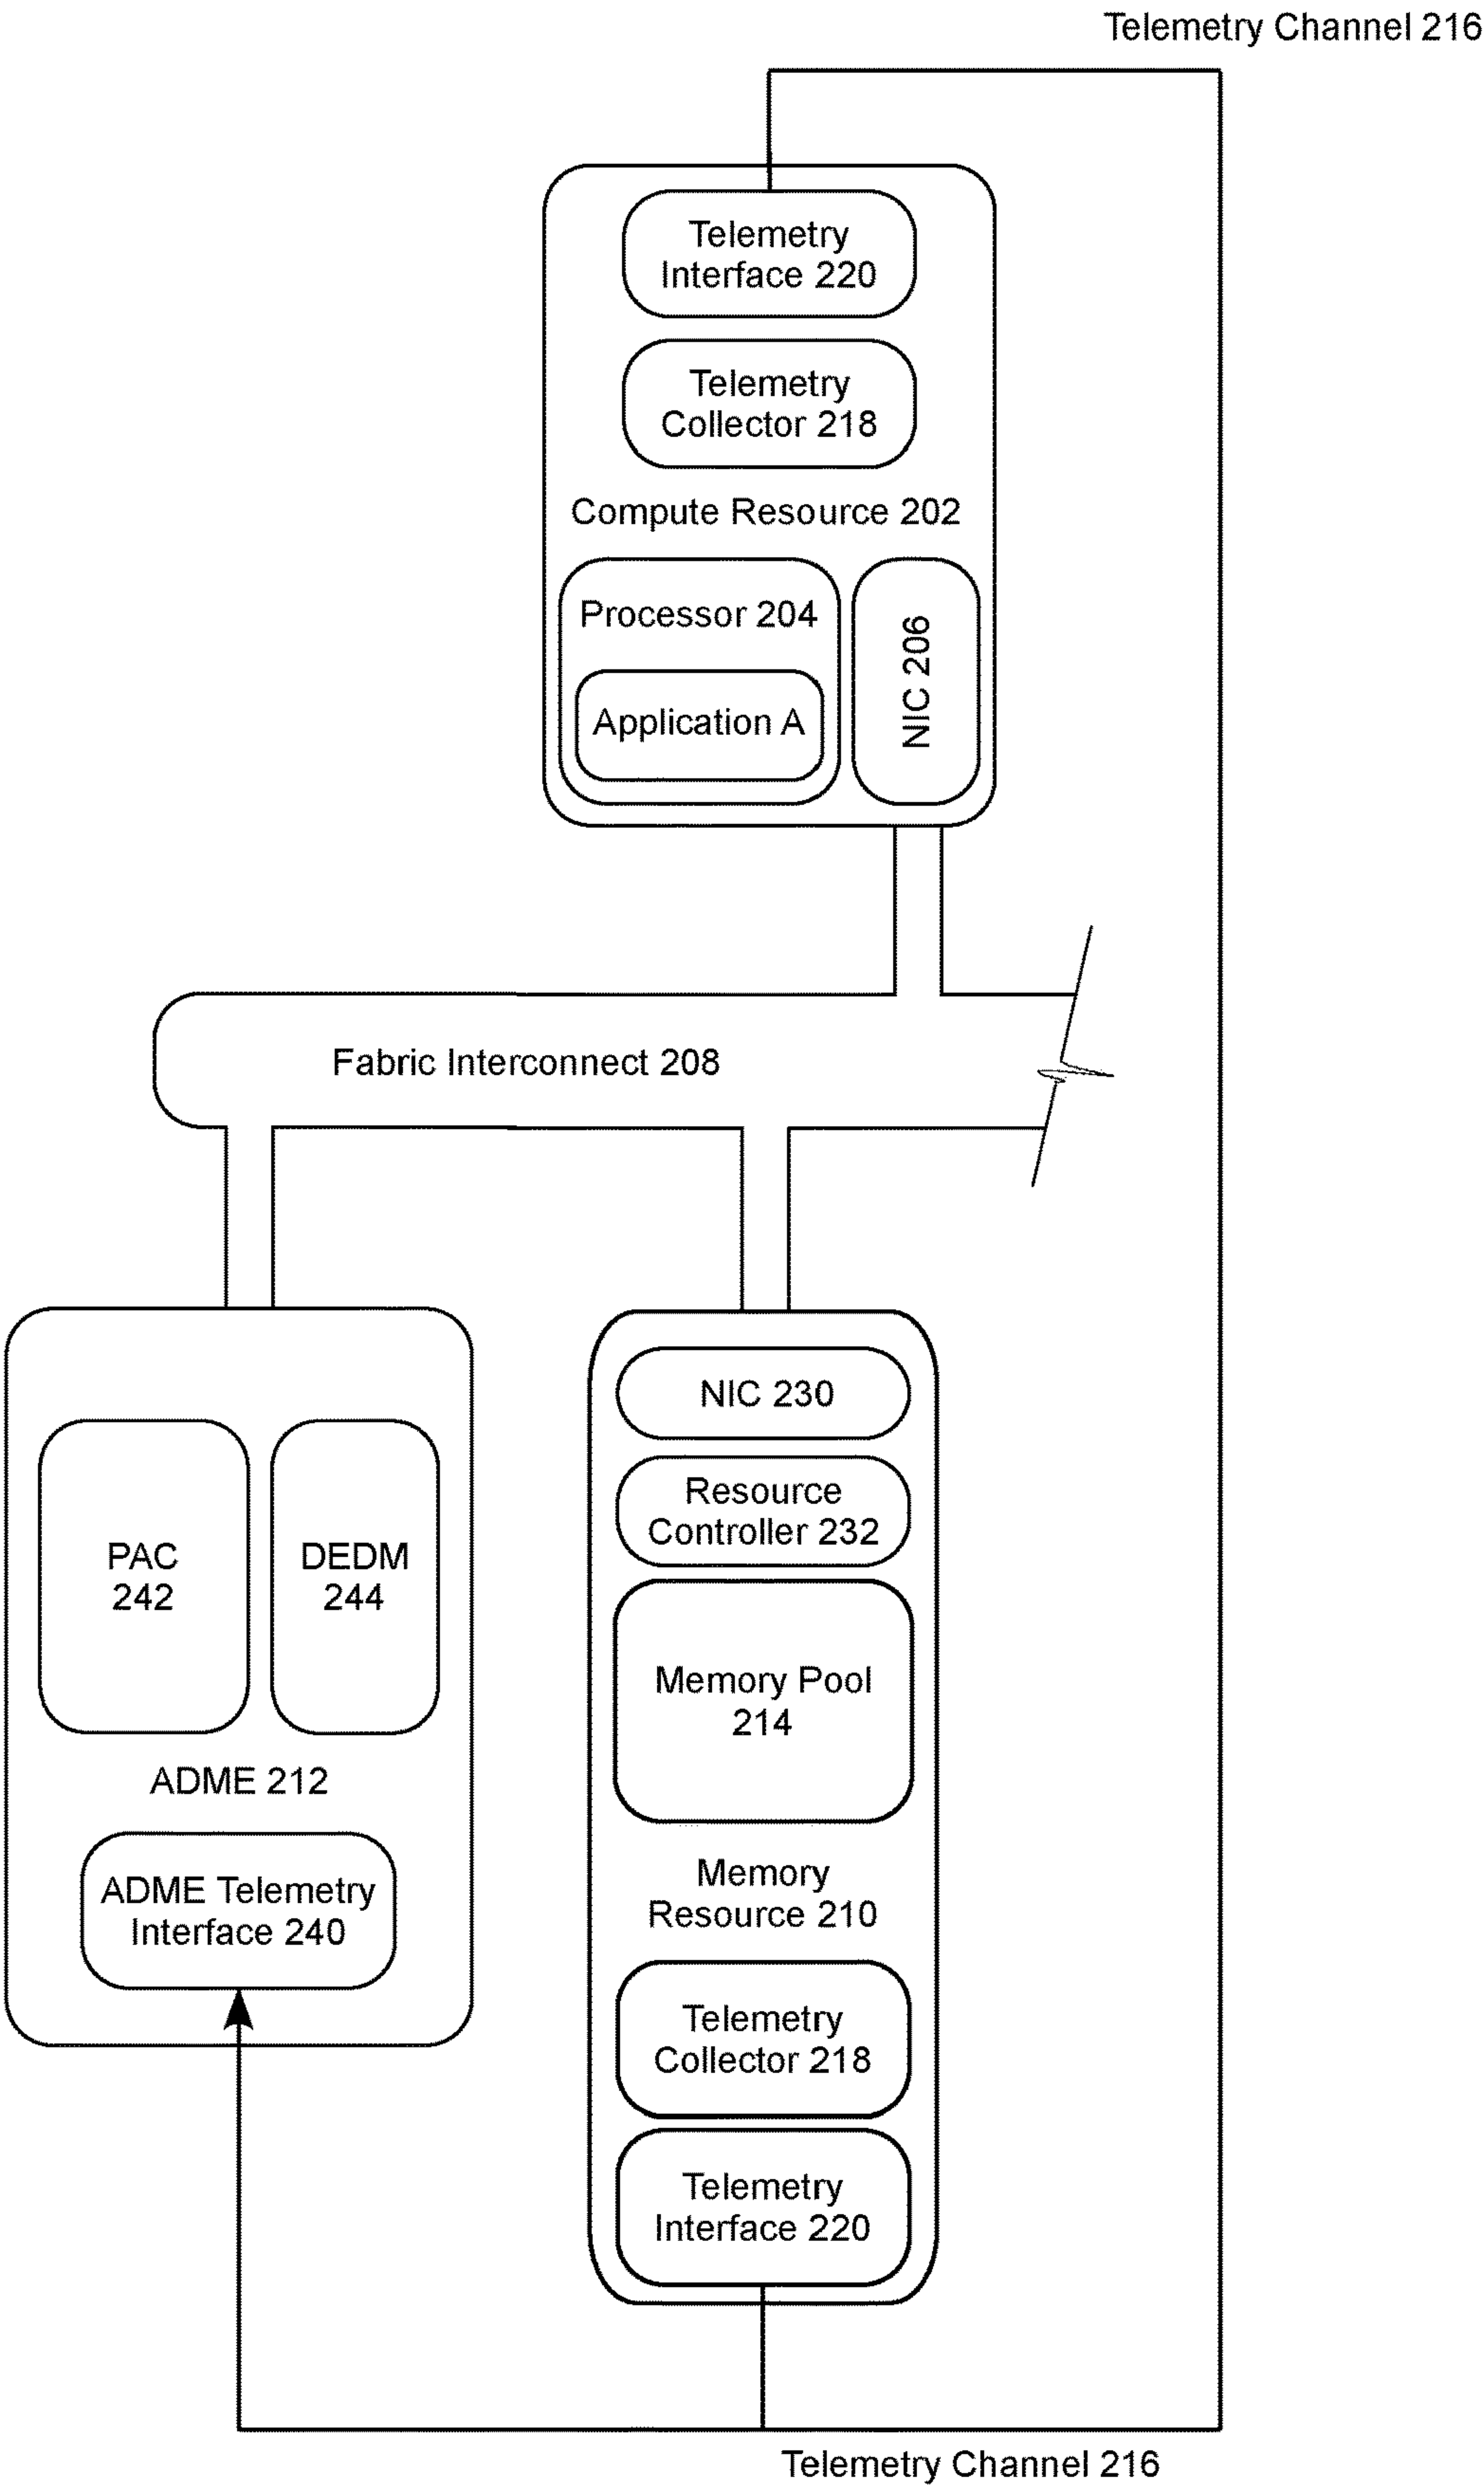 Telemetry Channel 216
Telemetry
Interface 220
Telemetry
Collector 218
Compute Resource 202
Processor 204
Application A
NIC 206
Fabric Interconnect 208
PAC
242
DEDM
244
ADME 212
ADME Telemetry
Interface 240
NIC 230
Resource
Controller 232
Memory Pool
214
Memory
Resource 210
Telemetry
Collector 218
Telemetry
Interface 220
Telemetry Channel 216